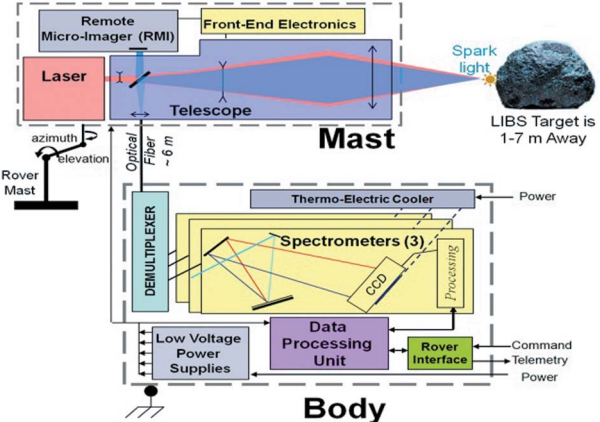 Remote
Micro-Imager (RMI)
Front-End Electronics
Laser
Telescope
Spark
light
LIBS Target is
1-7 m Away
Mast
azimuth
elevation
Rover
Mast
Optical
Fiber
~ 6 m
Thermo-Electric Cooler
Power
DEMULTIPLEXER
Spectrometers (3)
CCD
Processing
Low Voltage
Power
Supplies
Data
Processing
Unit
Rover
Interface
Command
Telemetry
Power
Body